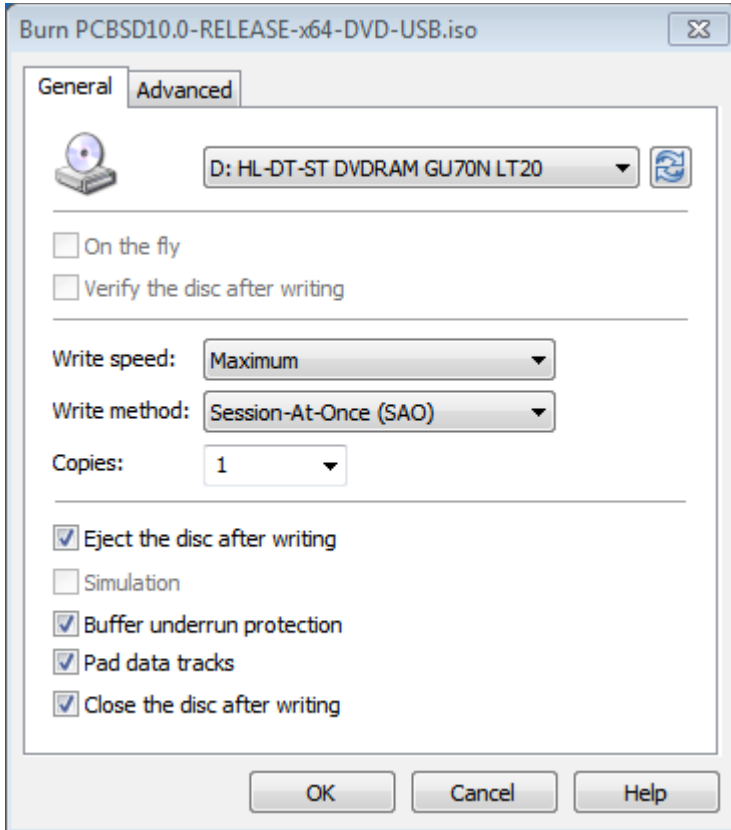 Burn PCBSD10.0-RELEASE-x64-DVD-USB.iso
General Advanced
D: HL-DT-ST DVDRAM GU70N LT20
On the fly
Verify the disc after writing
Write speed: Maximum
Write method: Session-At-Once (SAO)
Copies: 1
Eject the disc after writing
Simulation
Buffer underrun protection
Pad data tracks
Close the disc after writing
OK Cancel Help